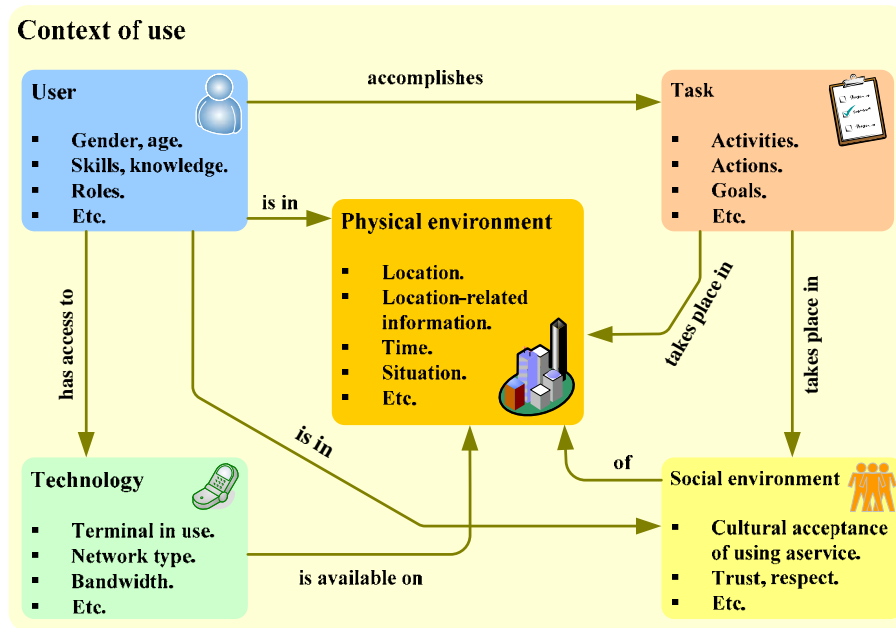 Context of use
User
▪ Gender, age.
▪ Skills, knowledge.
▪ Roles.
▪ Etc.
accomplishes
Task
▪ Activities.
▪ Actions.
▪ Goals.
▪ Etc.
is in
Physical environment
▪ Location.
▪ Location-related
information.
▪ Time.
▪ Situation.
▪ Etc.
has access to
takes place in
takes place in
is in
of
Technology
▪ Terminal in use.
▪ Network type.
▪ Bandwidth.
▪ Etc.
is available on
Social environment
▪ Cultural acceptance
of using aservice.
▪ Trust, respect.
▪ Etc.